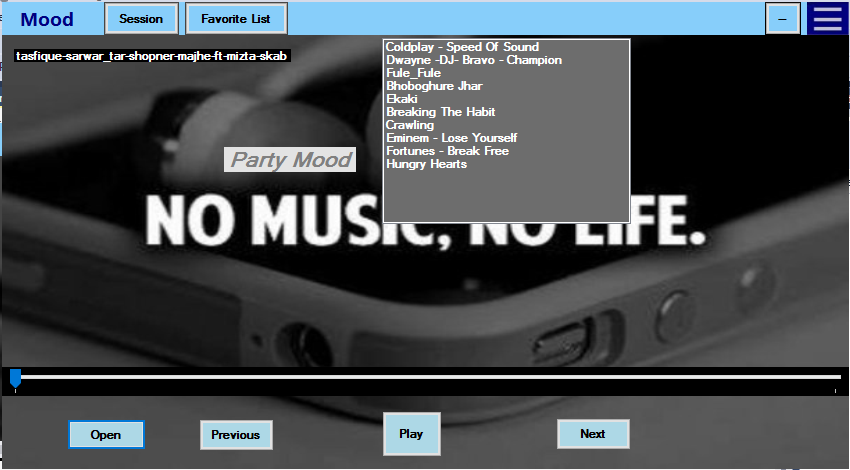 Mood
Session
Favorite List
–
tasfique-sarwar_tar-shopner-majhe-ft-mizta-skab
Coldplay - Speed Of Sound
Dwayne -DJ- Bravo - Champion
Fule_Fule
Bhoboghure Jhar
Ekaki
Breaking The Habit
Crawling
Eminem - Lose Yourself
Fortunes - Break Free
Hungry Hearts
Party Mood
NO MUSIC, NO LIFE.
Open
Previous
Play
Next